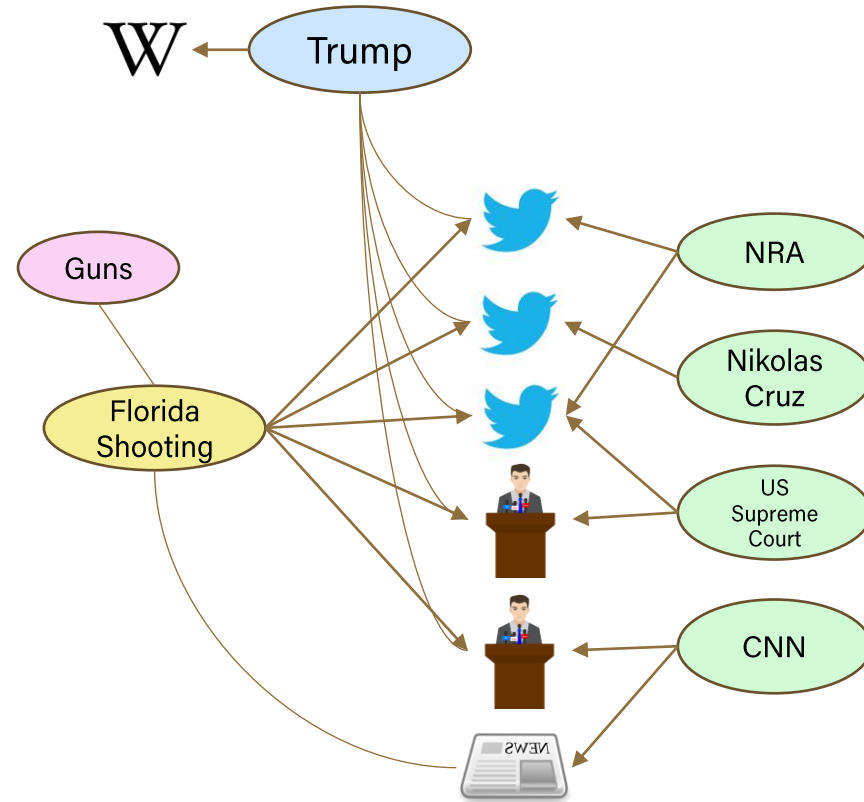 W
Trump
NRA
Guns
Nikolas
Cruz
Florida
Shooting
US
Supreme
Court
CNN
NEWS